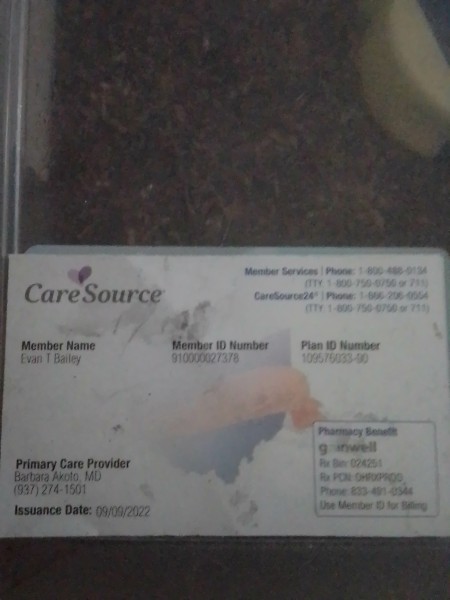 CareSource
Member Services | Phone: 1-800-488-0134
(TTY: 1-800-750-0750 or 711)
CareSource24® | Phone: 1-866-206-0554
(TTY: 1-800-750-0750 or 711)
Member Name
Evan T Bailey
Member ID Number
910000027378
Plan ID Number
109576033-00
Primary Care Provider
Barbara Akoto, MD
(937) 274-1501
Issuance Date: 09/09/2022
Pharmacy Benefit
gainwell
Rx Bin: 024251
Rx PCN: OHRXPROD
Phone: 833-491-0344
Use Member ID for Billing